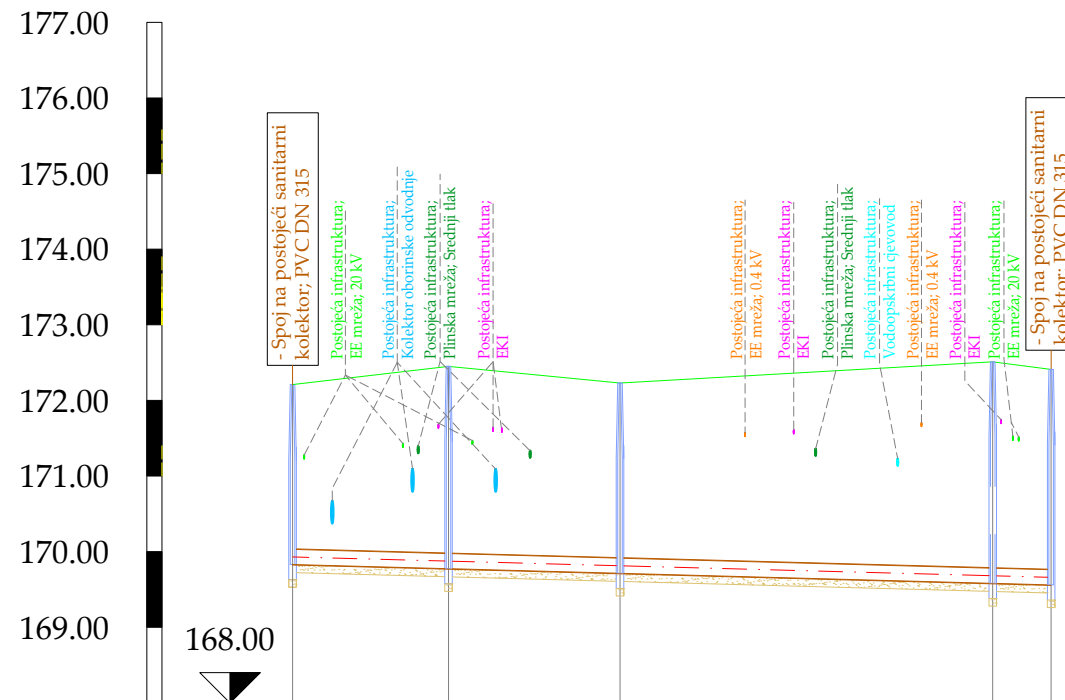 177.00
176.00
175.00
174.00
173.00
172.00
171.00
170.00
169.00
168.00
- Spoj na postojeći sanitarni
kolektor; PVC DN 315
Postojeća infrastruktura;
EE mreža; 20 kV
Postojeća infrastruktura;
Kolektor oborinske odvodnje
Postojeća infrastruktura;
Plinska mreža; Srednji tlak
Postojeća infrastruktura;
EKI
Postojeća infrastruktura;
EE mreža; 0.4 kV
Postojeća infrastruktura;
EKI
Postojeća infrastruktura;
Plinska mreža; Srednji tlak
Postojeća infrastruktura;
Vodoopskrbni cjevovod
Postojeća infrastruktura;
EE mreža; 0.4 kV
Postojeća infrastruktura;
EKI
Postojeća infrastruktura;
EE mreža; 20 kV
- Spoj na postojeći sanitarni
kolektor; PVC DN 315